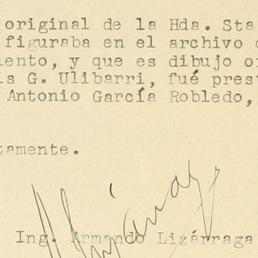 original de la Hda. Sta
figuraba en el archivo
iento, y que es dibujo o
s G. Ulibarri, fué prest
Antonio García Robledo,
tamente.
Ing. Armando Lizárraga